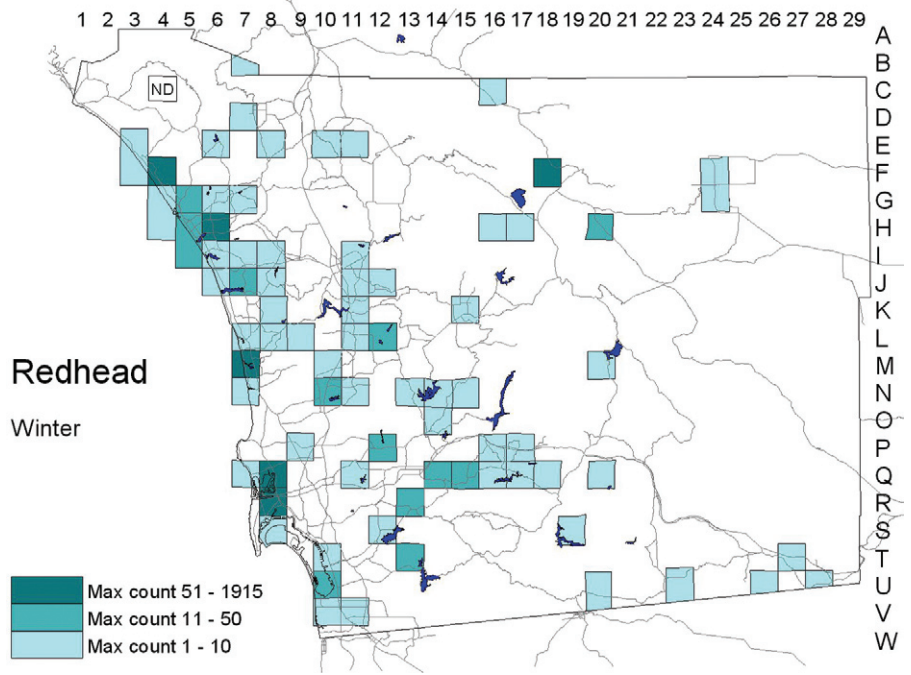 1 2 3 4 5 6 7 8 9 10 11 12 13 14 15 16 17 18 19 20 21 22 23 24 25 26 27 28 29
A
B
C
ND
D
E
F
G
H
I
J
K
L
M
Redhead
N
O
Winter
P
Q
R
S
T
U
V
W
Max count 51 - 1915
Max count 11 - 50
Max count 1 - 10